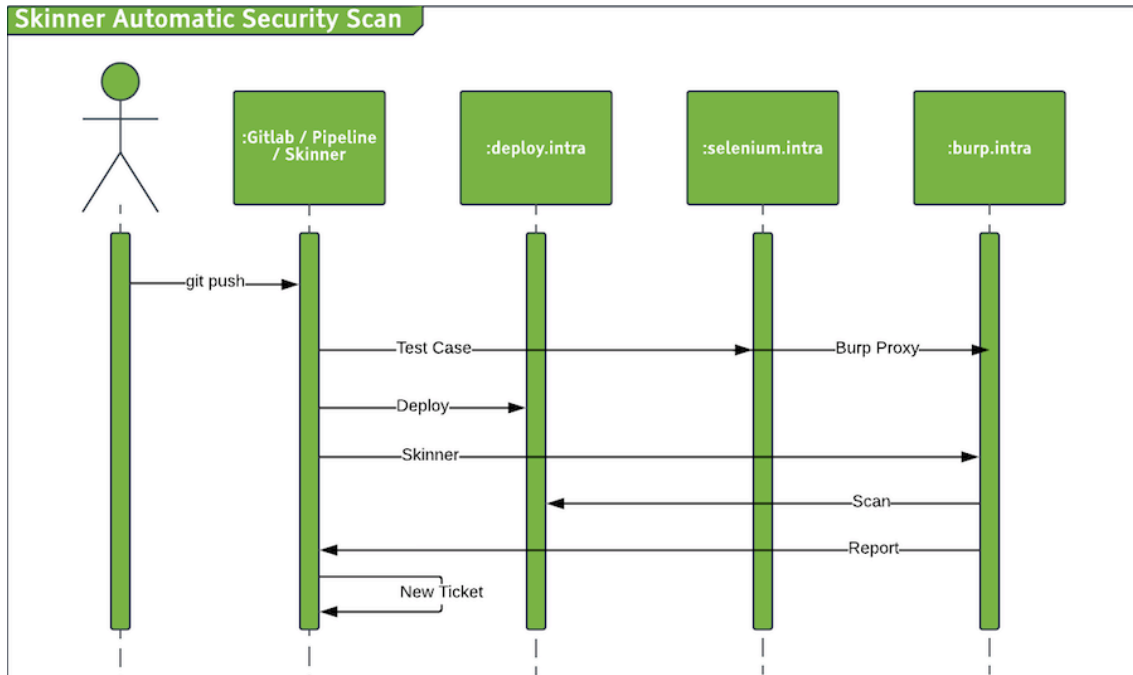 Skinner Automatic Security Scan
:Gitlab / Pipeline
/ Skinner
:deploy.intra
:selenium.intra
:burp.intra
git push
Test Case
Burp Proxy
Deploy
Skinner
Scan
Report
New Ticket